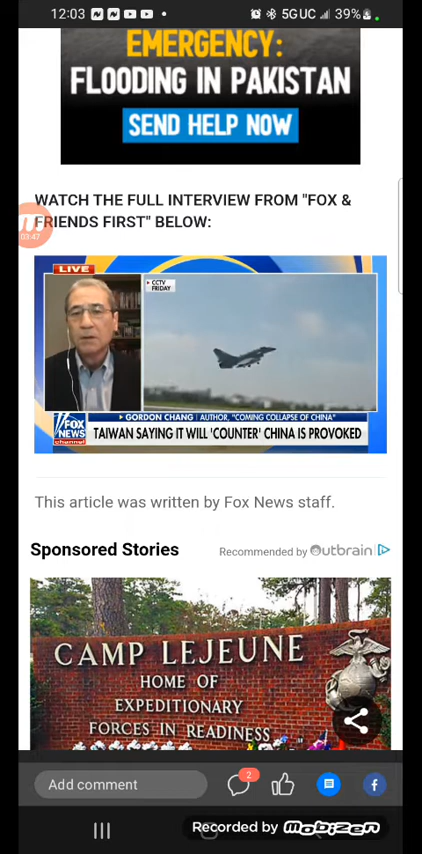 12:03
5GUC
39%
EMERGENCY:
FLOODING IN PAKISTAN
SEND HELP NOW
WATCH THE FULL INTERVIEW FROM "FOX &
FRIENDS FIRST" BELOW:
03:47
LIVE
CCTV
FRIDAY
GORDON CHANG | AUTHOR, "COMING COLLAPSE OF CHINA"
FOX
NEWS
channel
TAIWAN SAYING IT WILL 'COUNTER' CHINA IS PROVOKED
This article was written by Fox News staff.
Sponsored Stories
Recommended by Outbrain
CAMP LEJEUNE
HOME OF
EXPEDITIONARY
FORCES IN READINESS
Add comment
2
Recorded by Mobizen